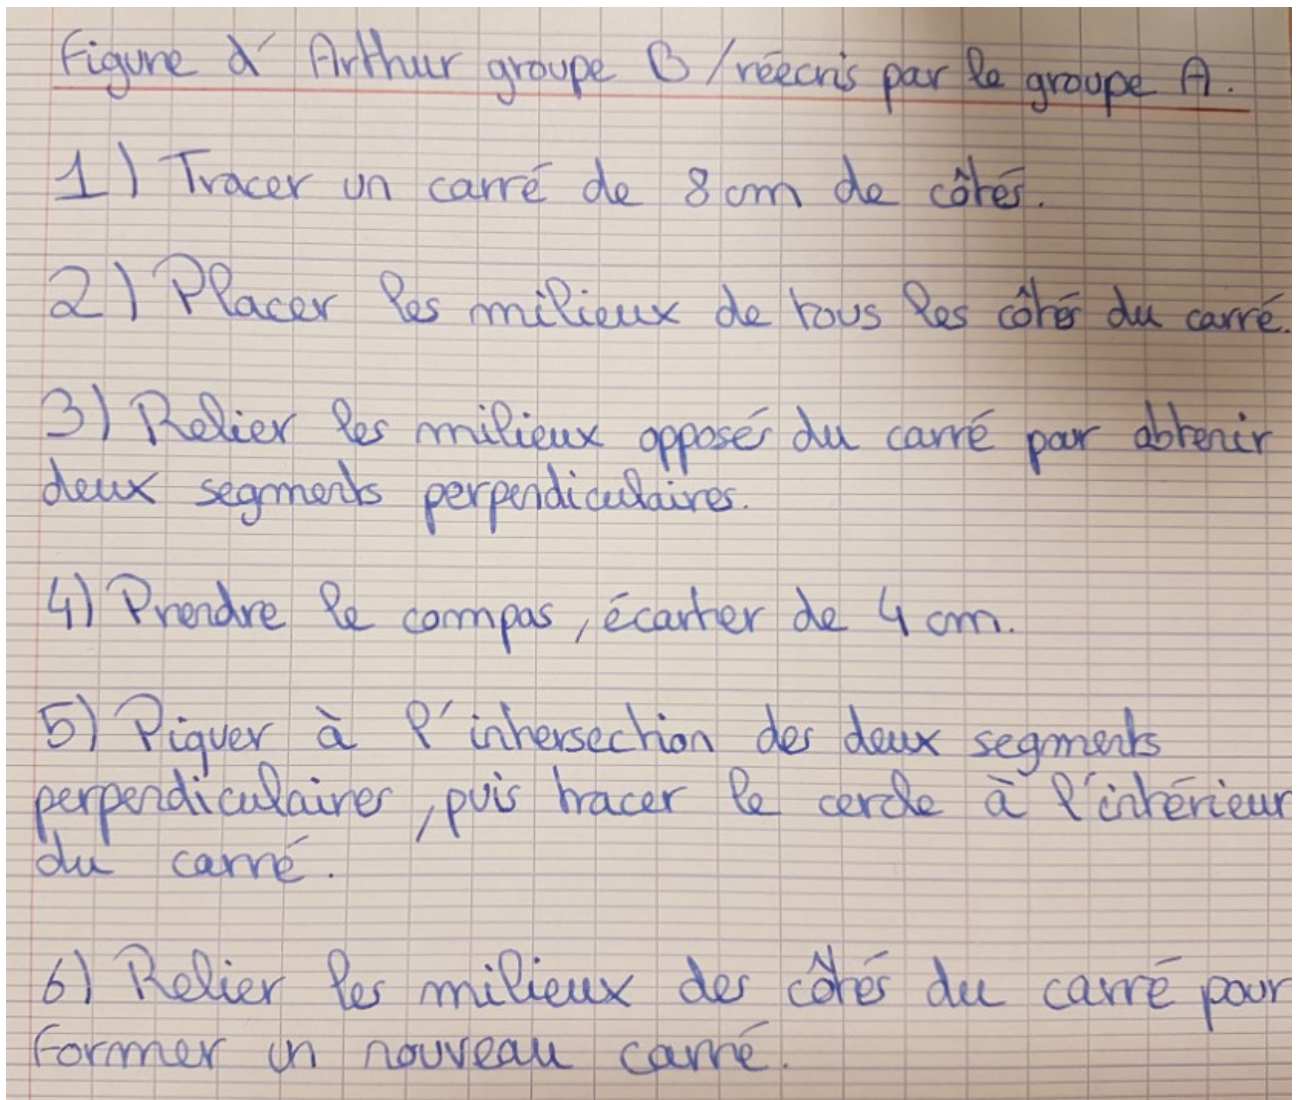 Figure d'Arthur groupe B / réécris par le groupe A.
1) Tracer un carré de 8 cm de côtés.
2) Placer les milieux de tous les côtés du carré.
3) Relier les milieux opposés du carré pour obtenir
deux segments perpendiculaires.
4) Prendre le compas, écarter de 4 cm.
5) Piquer à l'intersection des deux segments
perpendiculaires, puis tracer le cercle à l'intérieur
du carré.
6) Relier les milieux des côtés du carré pour
former un nouveau carré.